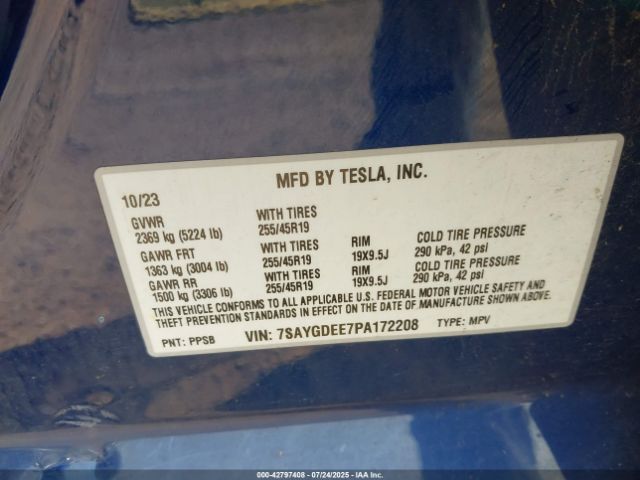 MFD BY TESLA, INC.
10/23
GVWR WITH TIRES
2369 kg (5224 lb) 255/45R19
GAWR FRT WITH TIRES RIM COLD TIRE PRESSURE
1363 kg (3004 lb) 255/45R19 19X9.5J 290 kPa, 42 psi
GAWR RR WITH TIRES RIM COLD TIRE PRESSURE
1500 kg (3306 lb) 255/45R19 19X9.5J 290 kPa, 42 psi
THIS VEHICLE CONFORMS TO ALL APPLICABLE U.S. FEDERAL MOTOR VEHICLE SAFETY AND
THEFT PREVENTION STANDARDS IN EFFECT ON THE DATE OF MANUFACTURE SHOWN ABOVE.
PNT: PPSB VIN: 7SAYGDEE7PA172208 TYPE: MPV
000-42797408 - 07/24/2025 - IAA Inc.